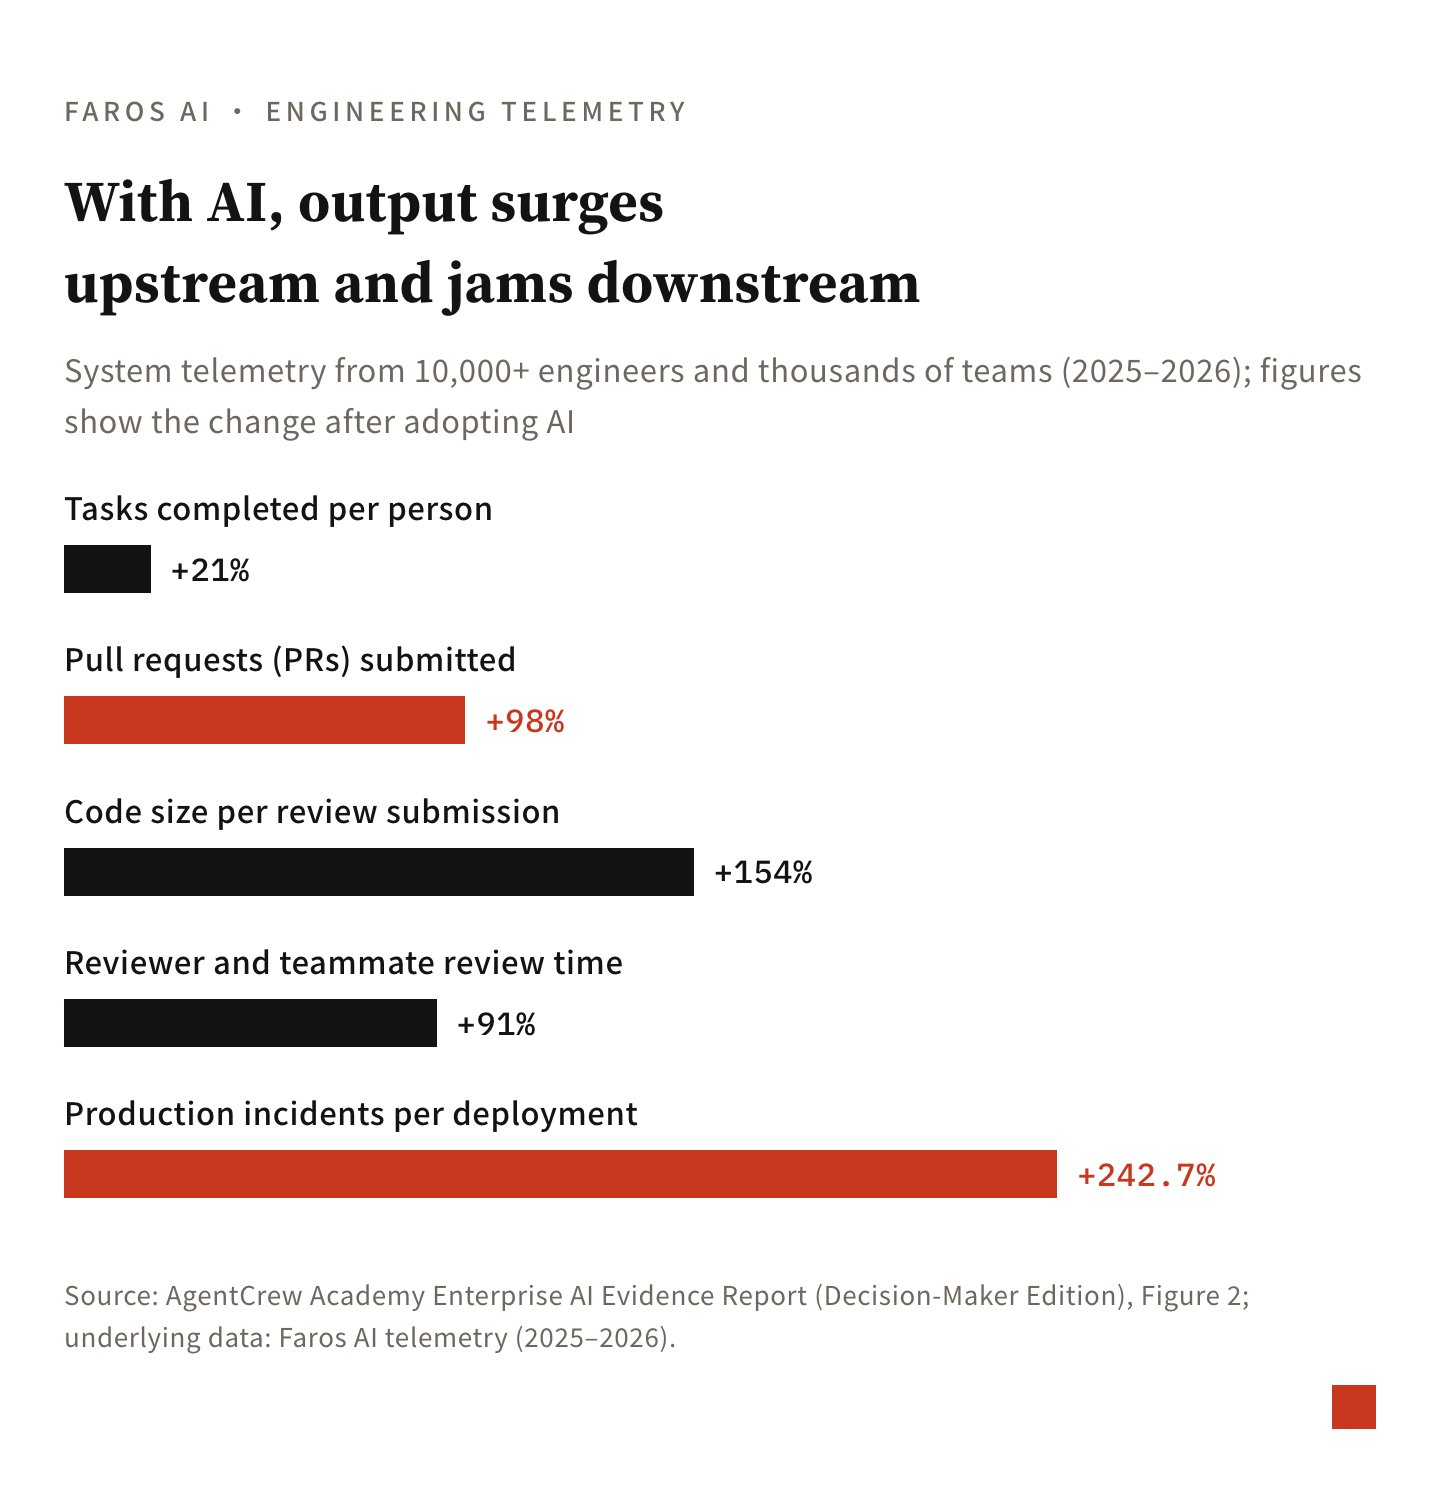 FAROS AI • ENGINEERING TELEMETRY
With AI, output surges
upstream and jams downstream
System telemetry from 10,000+ engineers and thousands of teams (2025–2026); figures
show the change after adopting AI
Tasks completed per person
+21%
Pull requests (PRs) submitted
+98%
Code size per review submission
+154%
Reviewer and teammate review time
+91%
Production incidents per deployment
+242.7%
Source: AgentCrew Academy Enterprise AI Evidence Report (Decision-Maker Edition), Figure 2;
underlying data: Faros AI telemetry (2025–2026).